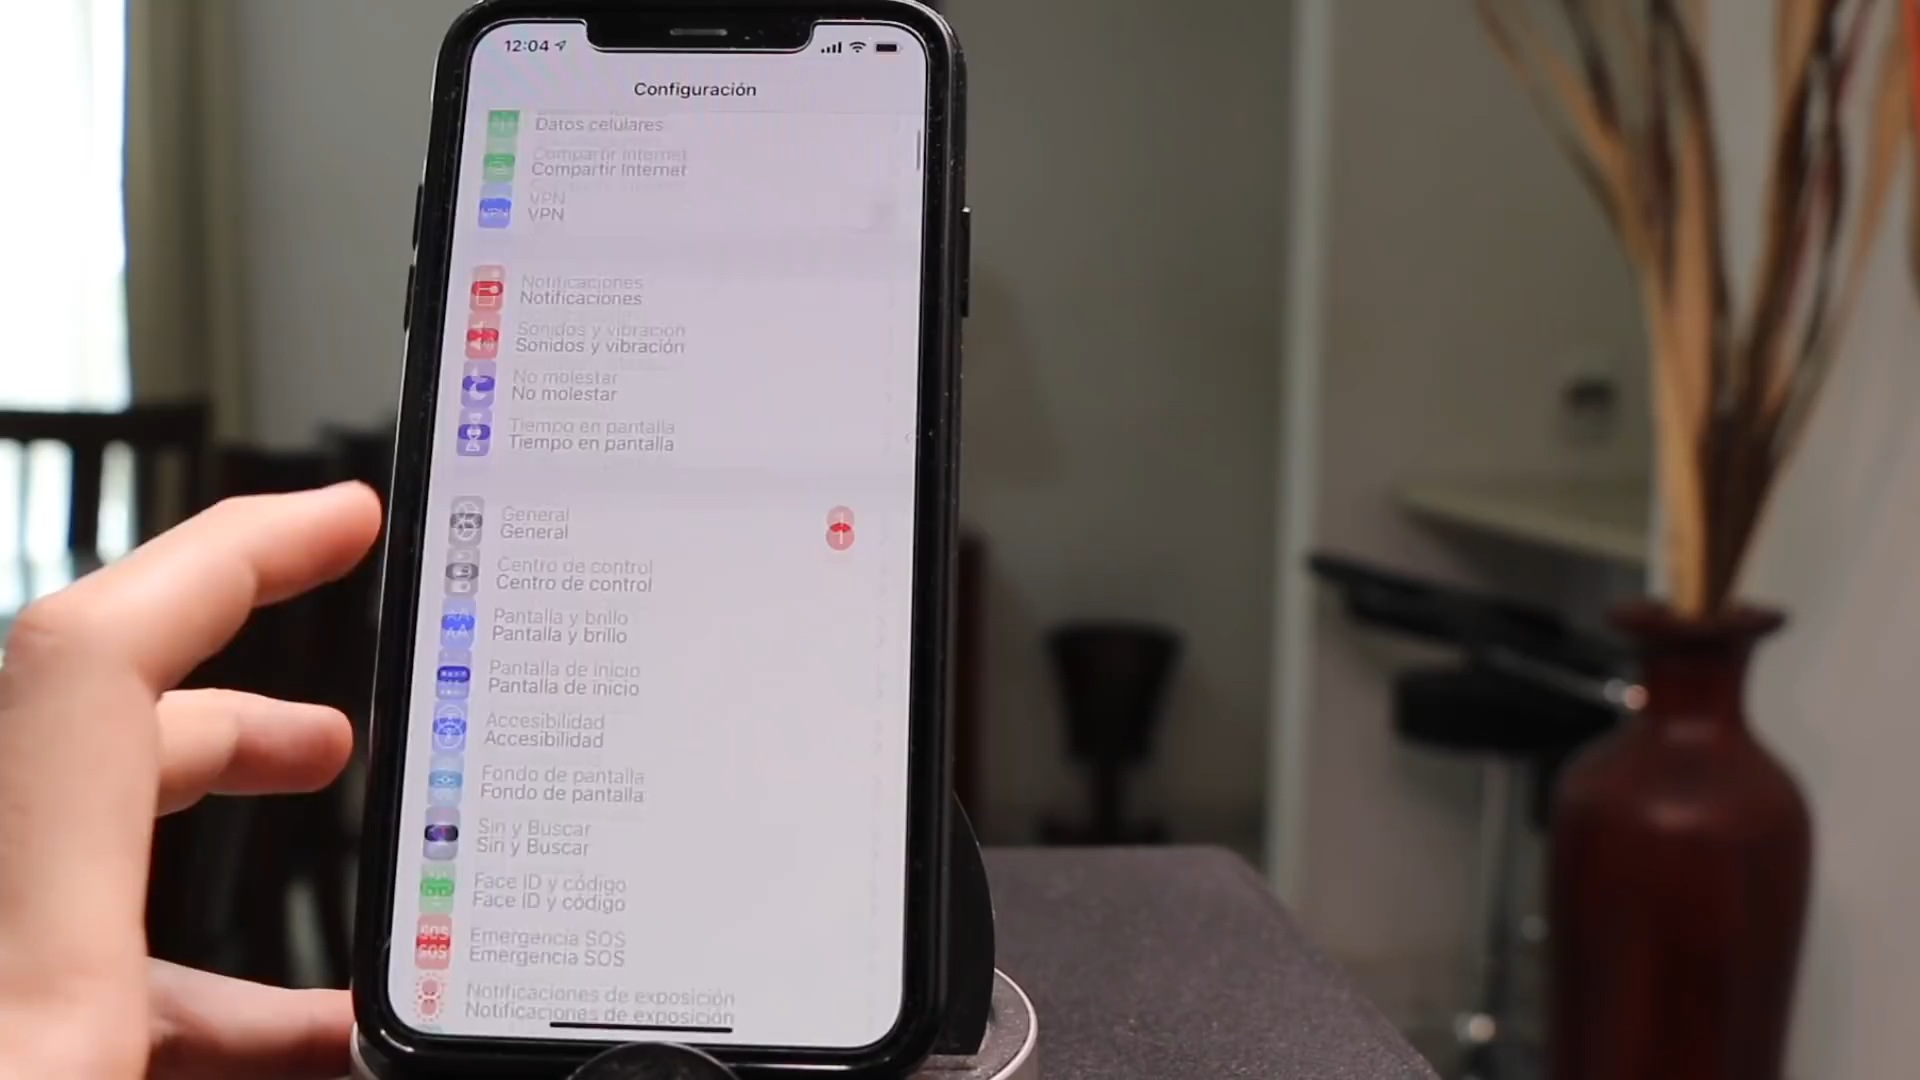 12:04
Configuración
Datos celulares
Compartir Internet
VPN
Notificaciones
Sonidos y vibración
No molestar
Tiempo en pantalla
General
1
Centro de control
Pantalla y brillo
Pantalla de inicio
Accesibilidad
Fondo de pantalla
Siri y Buscar
Face ID y código
SOS
Emergencia SOS
Notificaciones de exposición